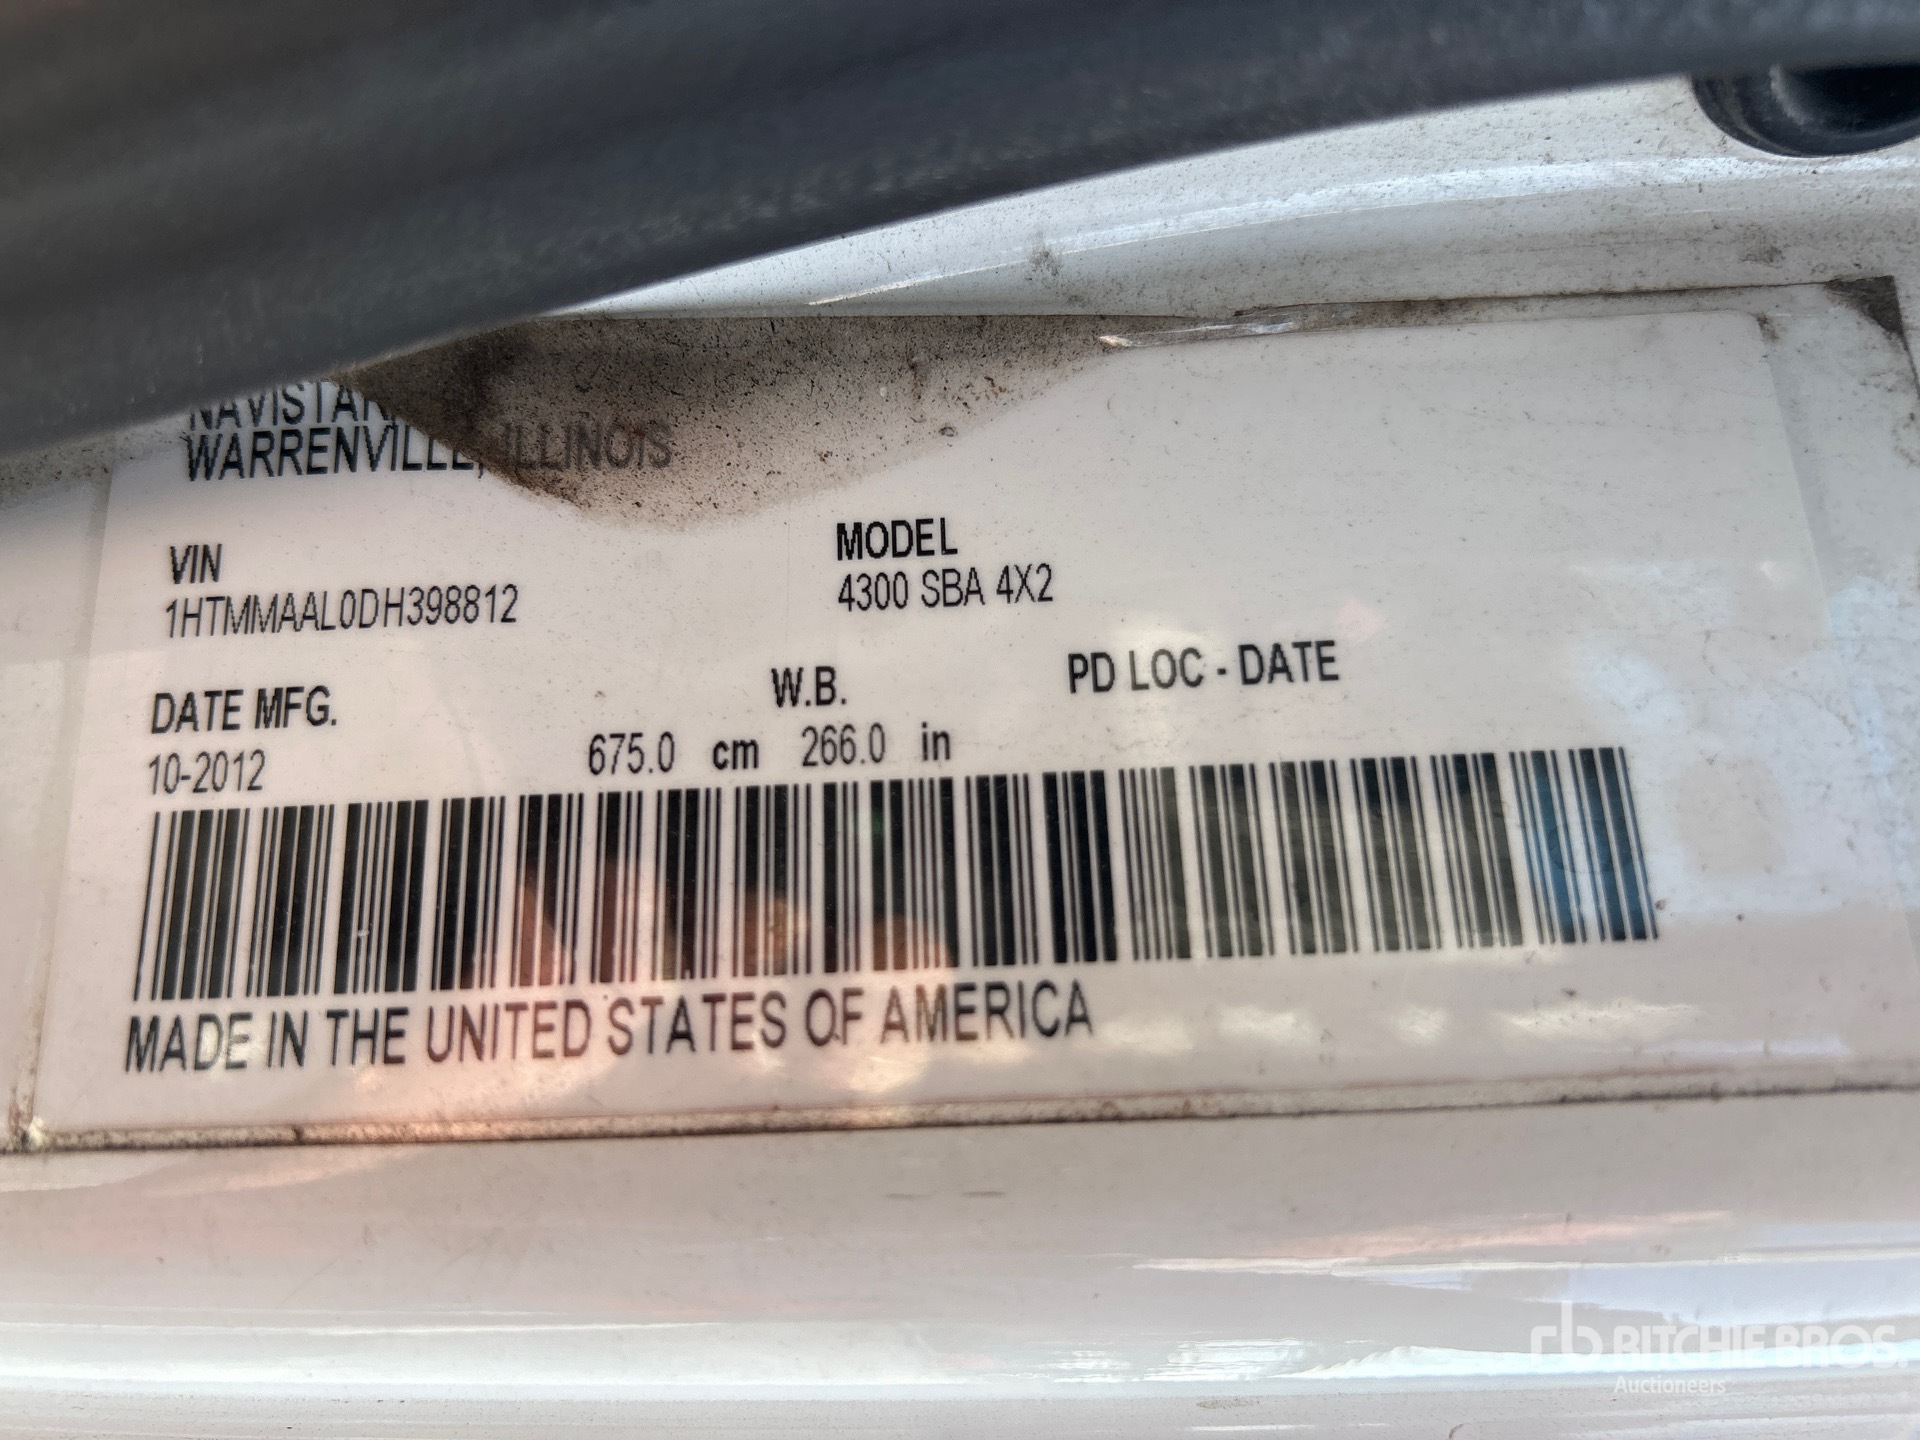 NAVISTAR
WARRENVILLE, ILLINOIS
VIN
1HTMMAAL0DH398812
MODEL
4300 SBA 4X2
DATE MFG.
10-2012
W.B.
675.0 cm 266.0 in
PD LOC - DATE
MADE IN THE UNITED STATES OF AMERICA
rb RITCHIE BROS.
Auctioneers